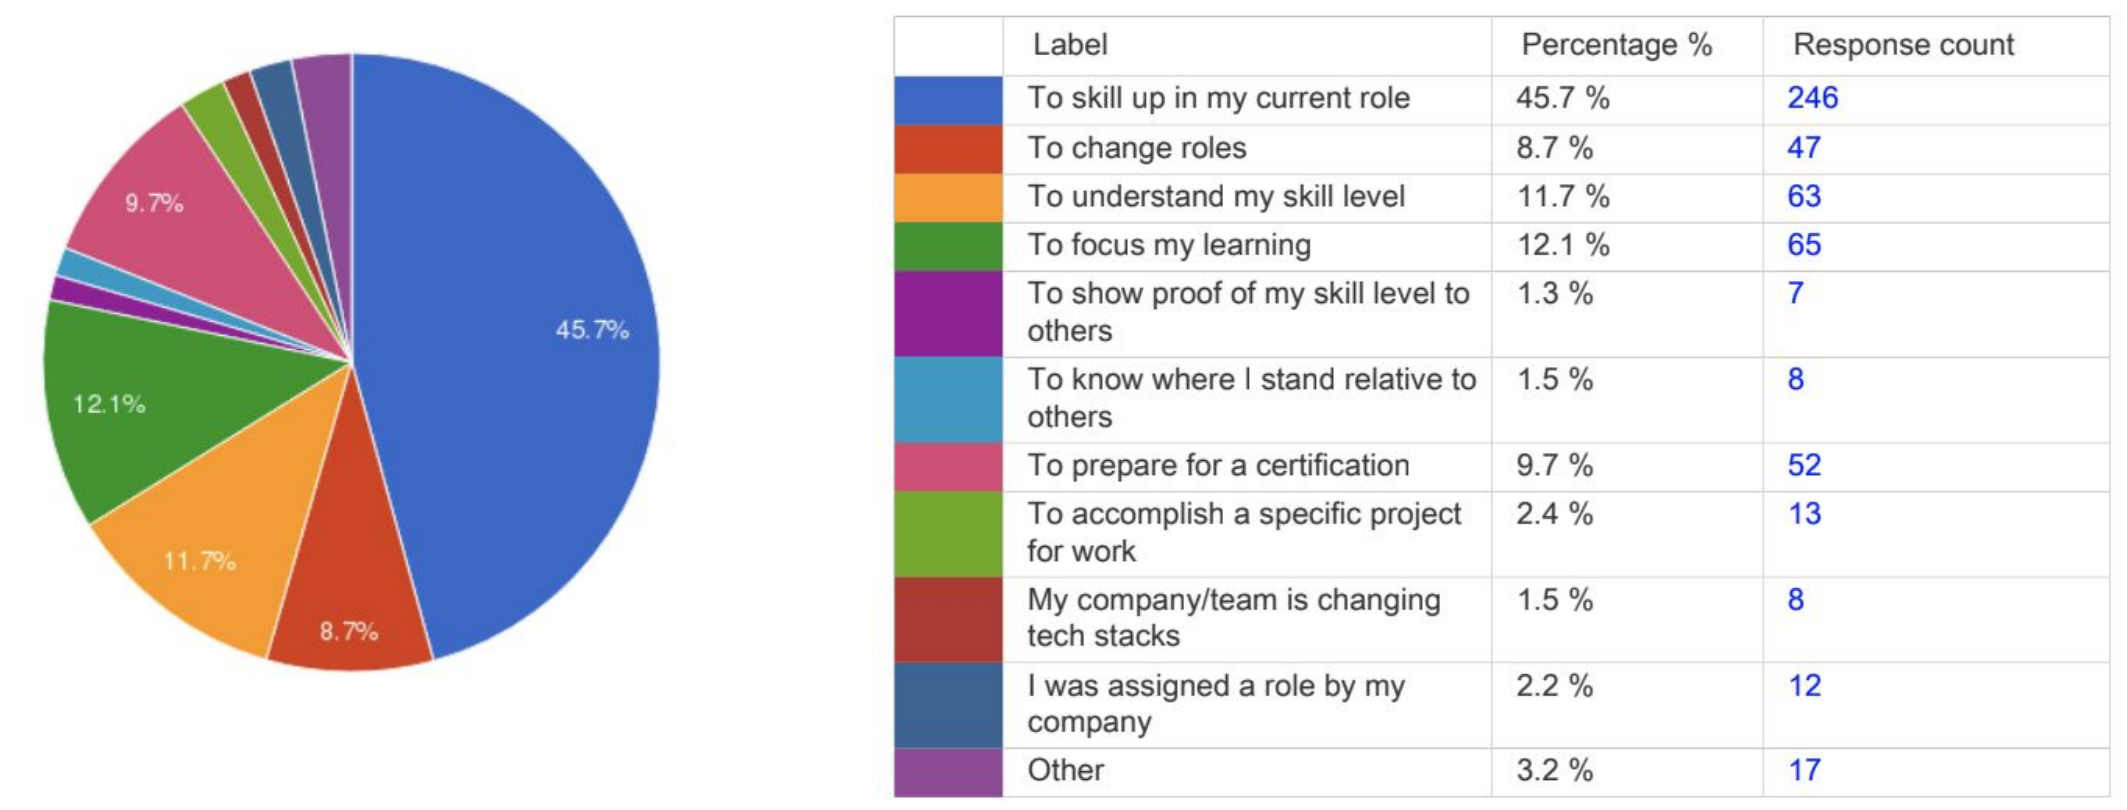 9.7%
45.7%
12.1%
11.7%
8.7%
Label Percentage % Response count
To skill up in my current role 45.7 % 246
To change roles 8.7 % 47
To understand my skill level 11.7 % 63
To focus my learning 12.1 % 65
To show proof of my skill level to 1.3 % 7
others
To know where I stand relative to 1.5 % 8
others
To prepare for a certification 9.7 % 52
To accomplish a specific project 2.4 % 13
for work
My company/team is changing 1.5 % 8
tech stacks
I was assigned a role by my 2.2 % 12
company
Other 3.2 % 17